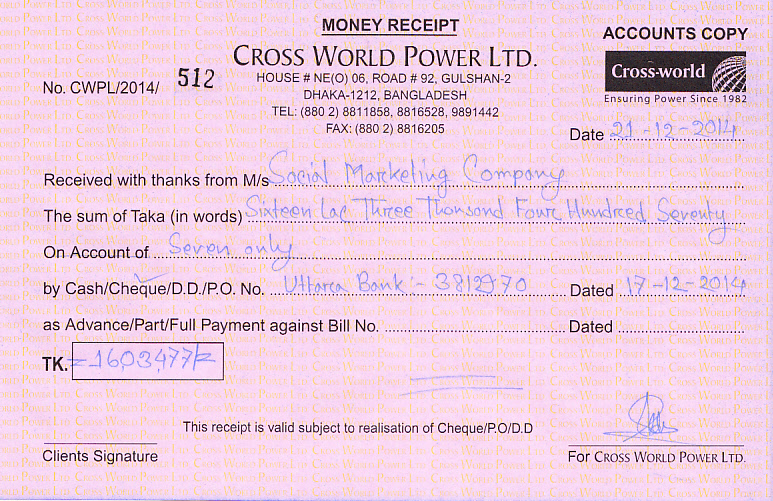 MONEY RECEIPT
ACCOUNTS COPY
CROSS WORLD POWER LTD.
HOUSE # NE(O) 06, ROAD # 92, GULSHAN-2
DHAKA-1212, BANGLADESH
TEL: (880 2) 8811858, 8816528, 9891442
FAX: (880 2) 8816205
Cross-world
Ensuring Power Since 1982
No. CWPL/2014/ 512
Date 21-12-2014
Received with thanks from M/s Social Marketing Company
The sum of Taka (in words) Sixteen Lac Three Thousand Four Hundred Seventy
On Account of Seven only
by Cash/Cheque/D.D./P.O. No. Uttara Bank :- Dated 17-12-2014
as Advance/Part/Full Payment against Bill No. Dated
TK. =1603,477/=
This receipt is valid subject to realisation of Cheque/P.O/D.D
Clients Signature
For CROSS WORLD POWER LTD.